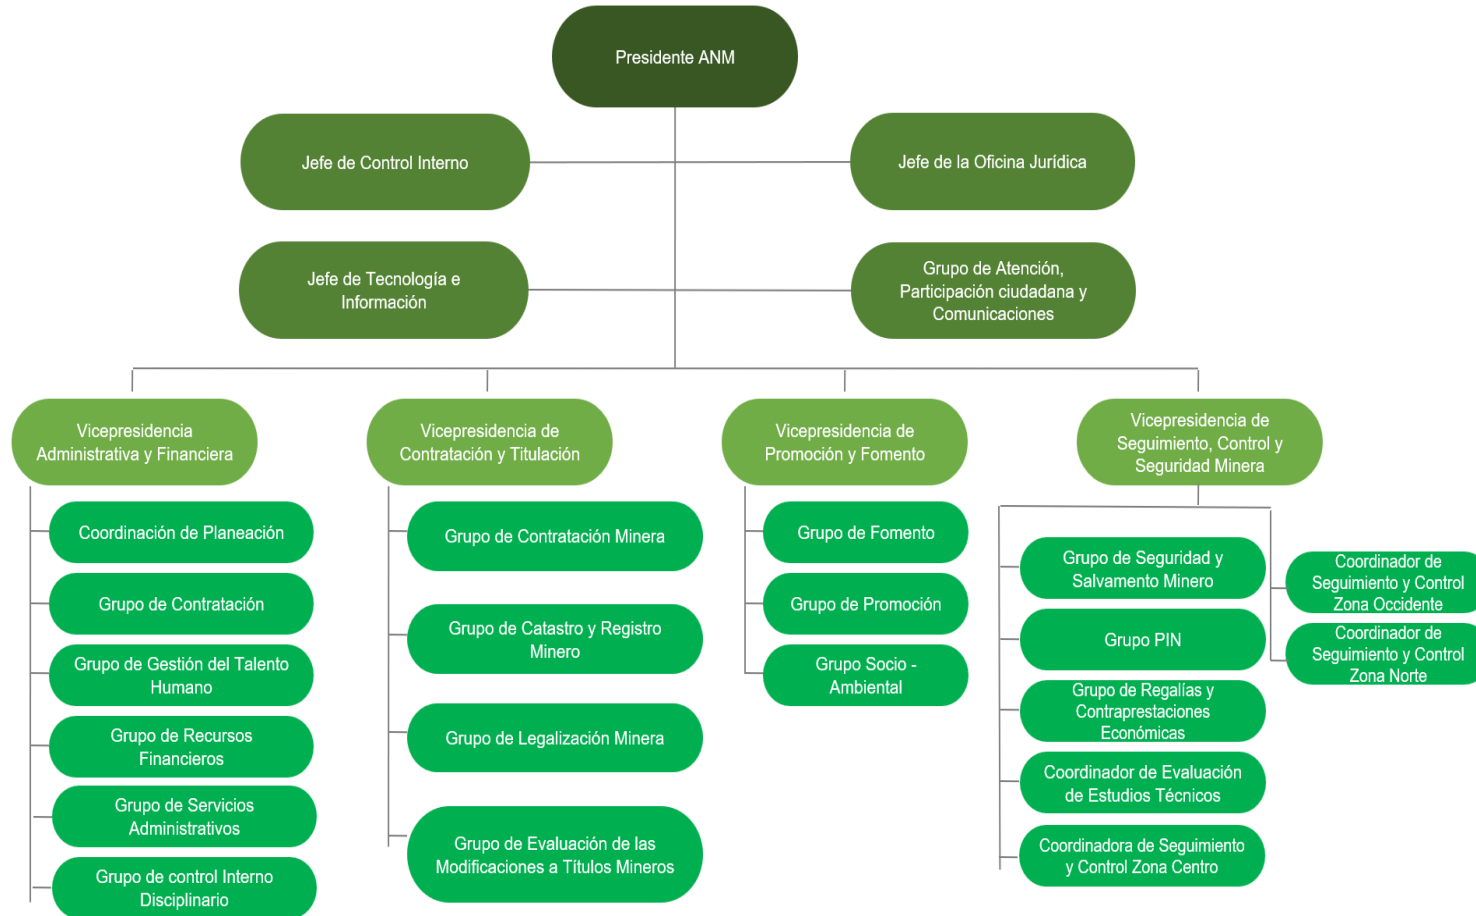 Presidente ANM
Jefe de Control Interno
Jefe de la Oficina Jurídica
Jefe de Tecnología e
Información
Grupo de Atención,
Participación ciudadana y
Comunicaciones
Vicepresidencia
Administrativa y Financiera
Coordinación de Planeación
Grupo de Contratación
Grupo de Gestión del Talento
Humano
Grupo de Recursos
Financieros
Grupo de Servicios
Administrativos
Grupo de control Interno
Disciplinario
Vicepresidencia de
Contratación y Titulación
Grupo de Contratación Minera
Grupo de Catastro y Registro
Minero
Grupo de Legalización Minera
Grupo de Evaluación de las
Modificaciones a Títulos Mineros
Vicepresidencia de
Promoción y Fomento
Grupo de Fomento
Grupo de Promoción
Grupo Socio -
Ambiental
Vicepresidencia de
Seguimiento, Control y
Seguridad Minera
Grupo de Seguridad y
Salvamento Minero
Grupo PIN
Grupo de Regalías y
Contraprestaciones
Económicas
Coordinador de Evaluación
de Estudios Técnicos
Coordinadora de Seguimiento
y Control Zona Centro
Coordinador de
Seguimiento y Control
Zona Occidente
Coordinador de
Seguimiento y Control
Zona Norte